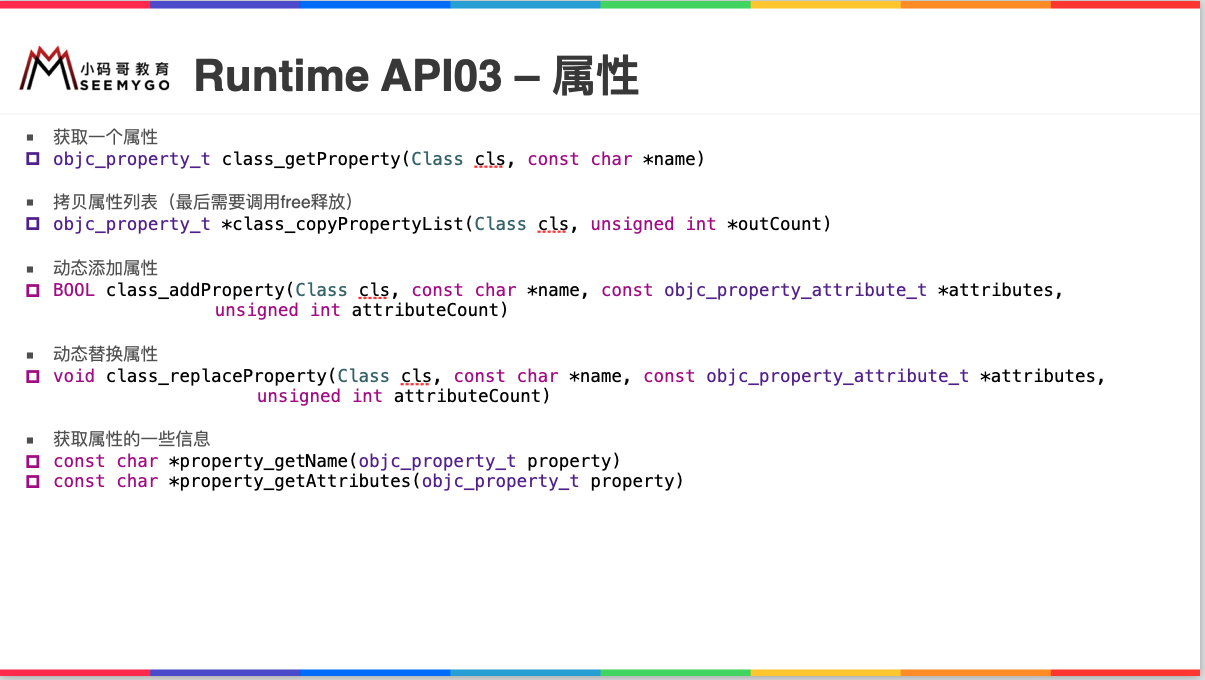 小码哥教育
SEEMYGO
Runtime API03 – 属性
获取一个属性
objc_property_t class_getProperty(Class cls, const char *name)
拷贝属性列表（最后需要调用free释放）
objc_property_t *class_copyPropertyList(Class cls, unsigned int *outCount)
动态添加属性
BOOL class_addProperty(Class cls, const char *name, const objc_property_attribute_t *attributes,
unsigned int attributeCount)
动态替换属性
void class_replaceProperty(Class cls, const char *name, const objc_property_attribute_t *attributes,
unsigned int attributeCount)
获取属性的一些信息
const char *property_getName(objc_property_t property)
const char *property_getAttributes(objc_property_t property)